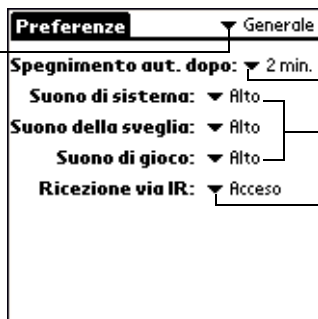 Preferenze Generale
Spegnimento aut. dopo: 2 min.
Suono di sistema: Alto
Suono della sveglia: Alto
Suono di gioco: Alto
Ricezione via IR: Acceso